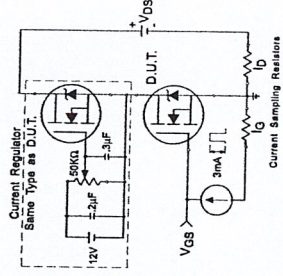 Current Regulator
Same Type as D.U.T.
12V
.2μF
50KΩ
.3μF
D.U.T.
+
VDS
-
VGS
3mA
IG
ID
Current Sampling Resistors